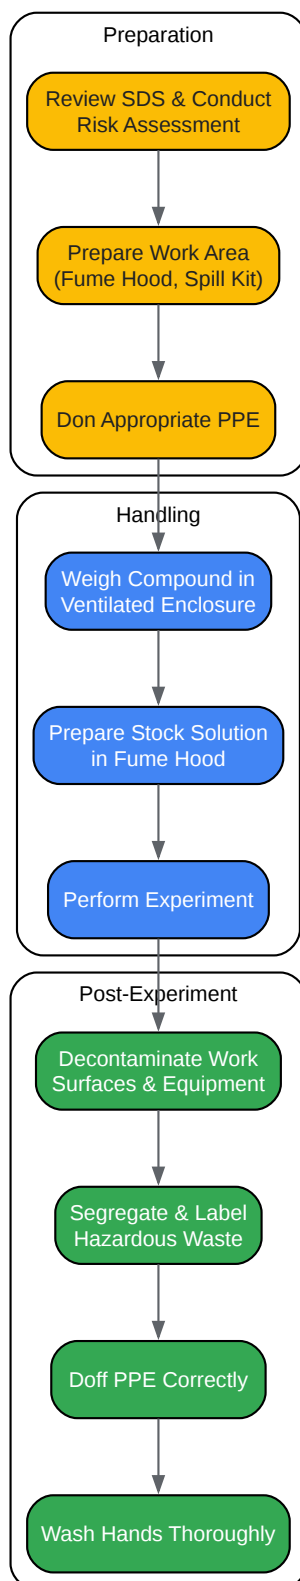 Preparation
Review SDS & Conduct
Risk Assessment
Prepare Work Area
(Fume Hood, Spill Kit)
Don Appropriate PPE
Handling
Weigh Compound in
Ventilated Enclosure
Prepare Stock Solution
in Fume Hood
Perform Experiment
Post-Experiment
Decontaminate Work
Surfaces & Equipment
Segregate & Label
Hazardous Waste
Doff PPE Correctly
Wash Hands Thoroughly